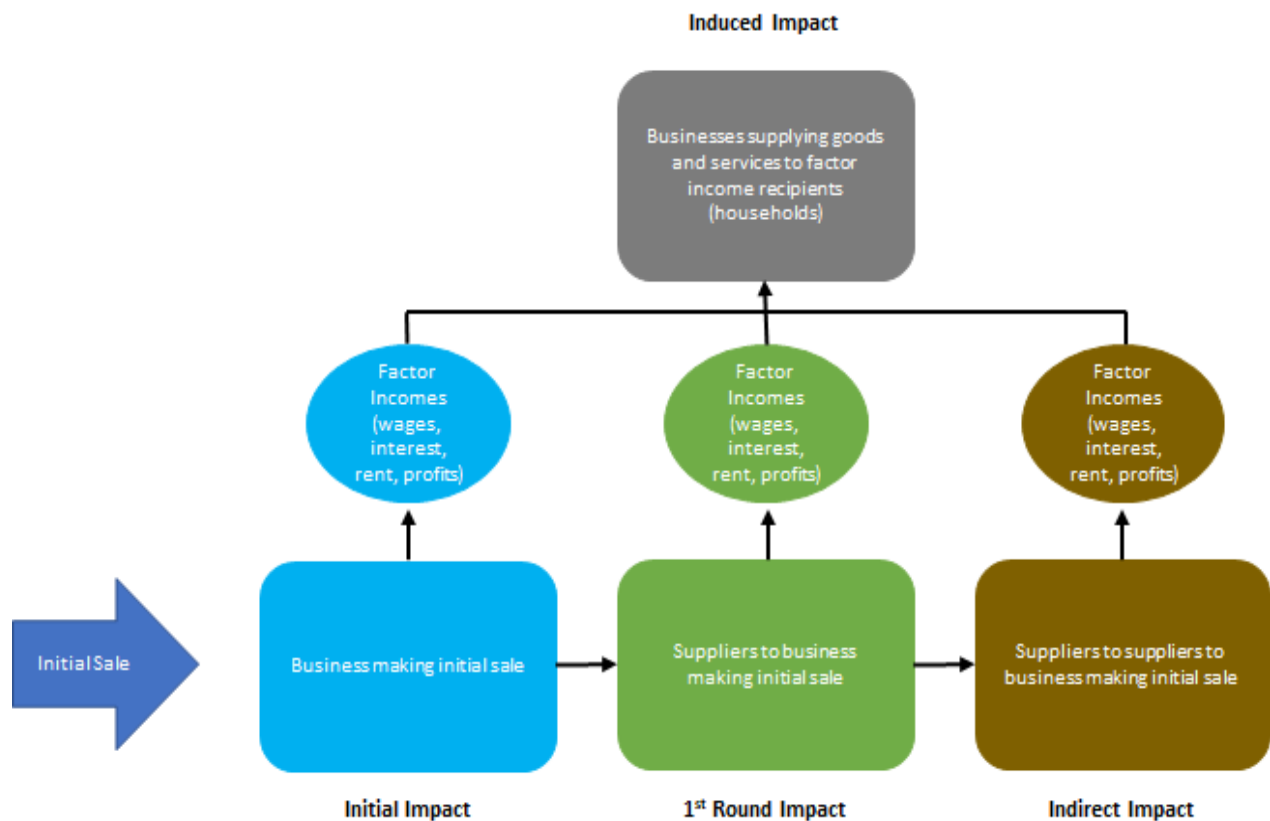 Induced Impact
Businesses supplying goods
and services to factor
income recipients
(households)
Factor
Incomes
(wages,
interest,
rent, profits)
Factor
Incomes
(wages,
interest,
rent, profits)
Factor
Incomes
(wages,
interest,
rent, profits)
Initial Sale
Business making initial sale
Suppliers to business
making initial sale
Suppliers to suppliers to
business making initial sale
Initial Impact
1st Round Impact
Indirect Impact